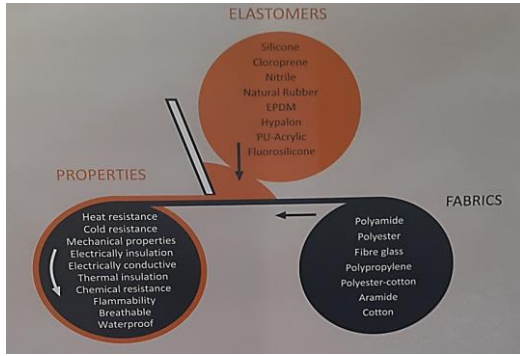 ELASTOMERS
Silicone
Cloroprene
Nitrile
Natural Rubber
EPDM
Hypalon
PU-Acrylic
Fluorosilicone
PROPERTIES
Heat resistance
Cold resistance
Mechanical properties
Electrically insulation
Electrically conductive
Thermal insulation
Chemical resistance
Flammability
Breathable
Waterproof
FABRICS
Polyamide
Polyester
Fibre glass
Polypropylene
Polyester-cotton
Aramide
Cotton